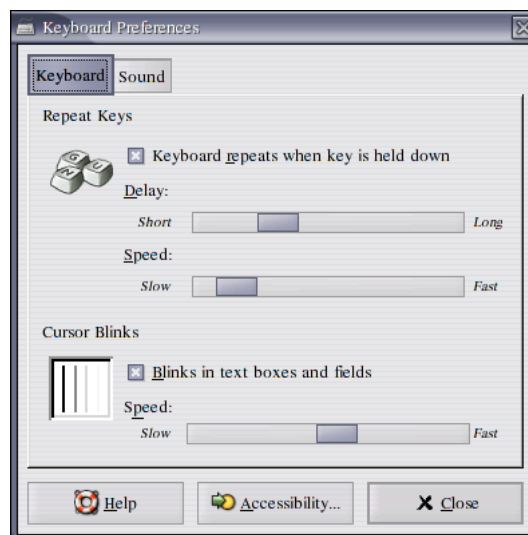 Keyboard Preferences
Keyboard Sound
Repeat Keys
G U N
Keyboard repeats when key is held down
Delay:
Short Long
Speed:
Slow Fast
Cursor Blinks
Blinks in text boxes and fields
Speed:
Slow Fast
Help Accessibility... Close